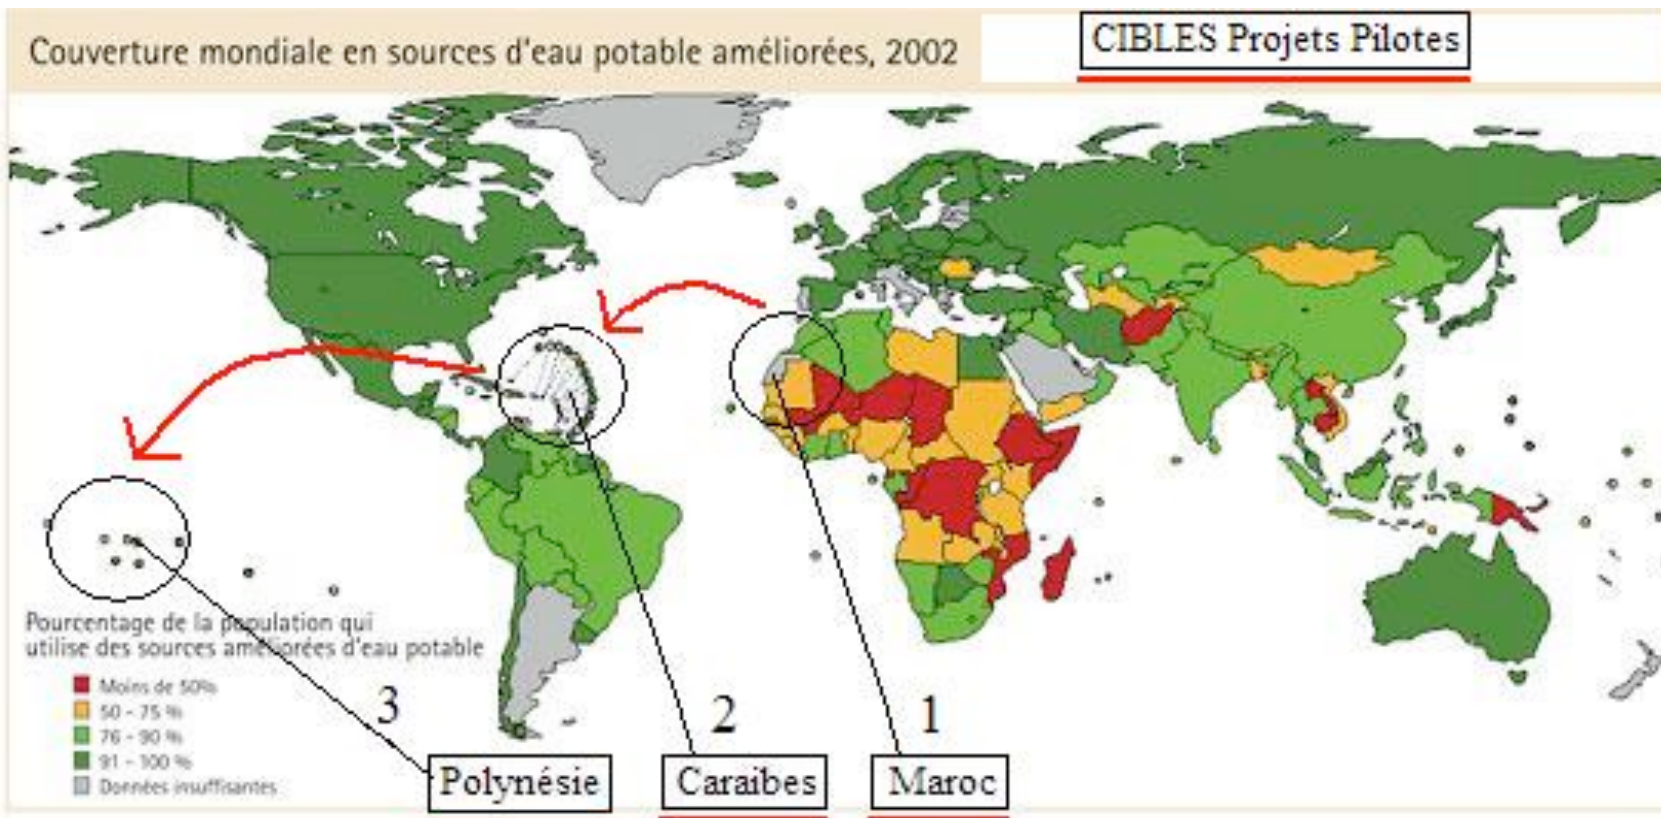 Couverture mondiale en sources d'eau potable améliorées, 2002
CIBLES Projets Pilotes
Pourcentage de la population qui
utilise des sources améliorées d'eau potable
Moins de 50%
50 - 75 %
76 - 90 %
91 - 100 %
Données insuffisantes
3
2
1
Polynésie
Caraibes
Maroc